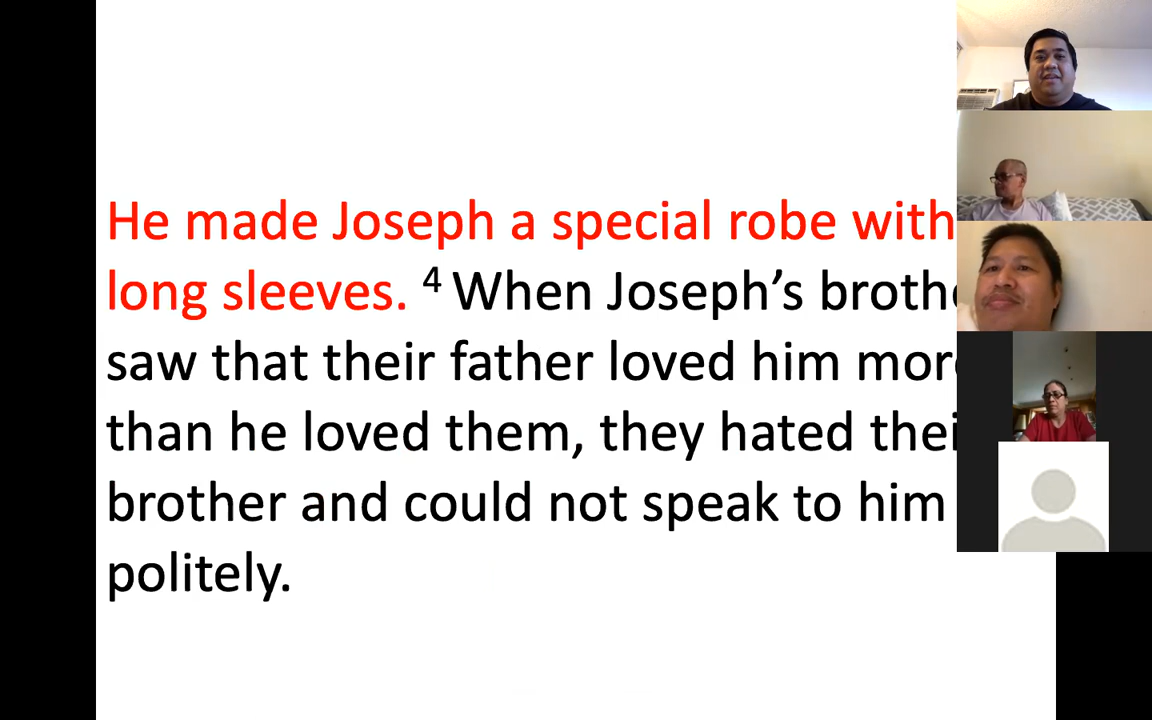 He made Joseph a special robe with
long sleeves. 4 When Joseph’s
saw that their father loved him
than he loved them, they hated
brother and could not speak to him
politely.